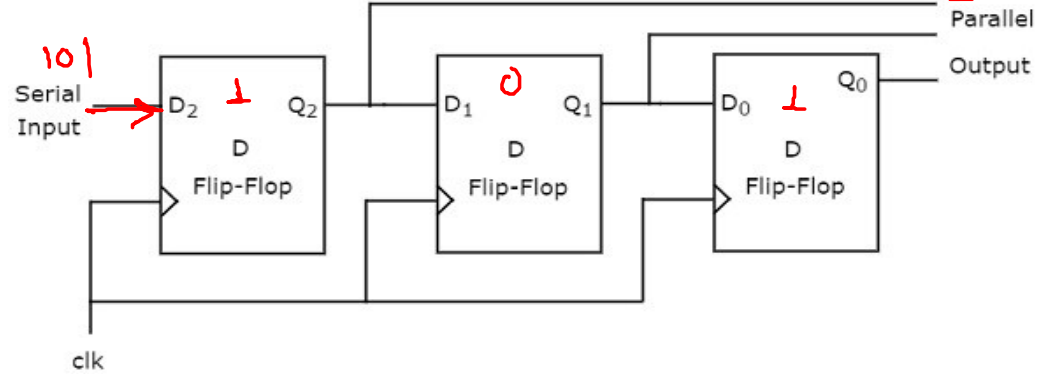 Parallel
Output
101
Serial
Input
D2 1 Q2
D
Flip-Flop
D1 0 Q1
D
Flip-Flop
D0 1 Q0
D
Flip-Flop
clk